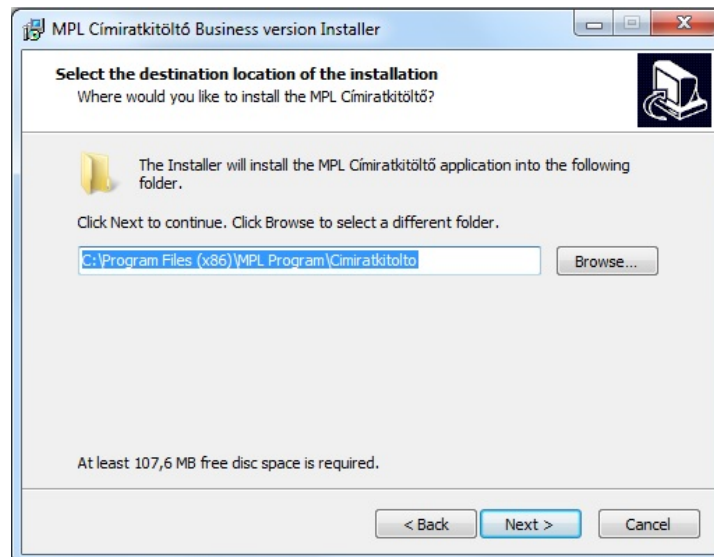 MPL Címiratkitöltő Business version Installer
Select the destination location of the installation
Where would you like to install the MPL Címiratkitöltő?
The Installer will install the MPL Címiratkitöltő application into the following
folder.
Click Next to continue. Click Browse to select a different folder.
C:\Program Files (x86)\MPL Program\Cimiratkitolto
Browse...
At least 107,6 MB free disc space is required.
< Back
Next >
Cancel